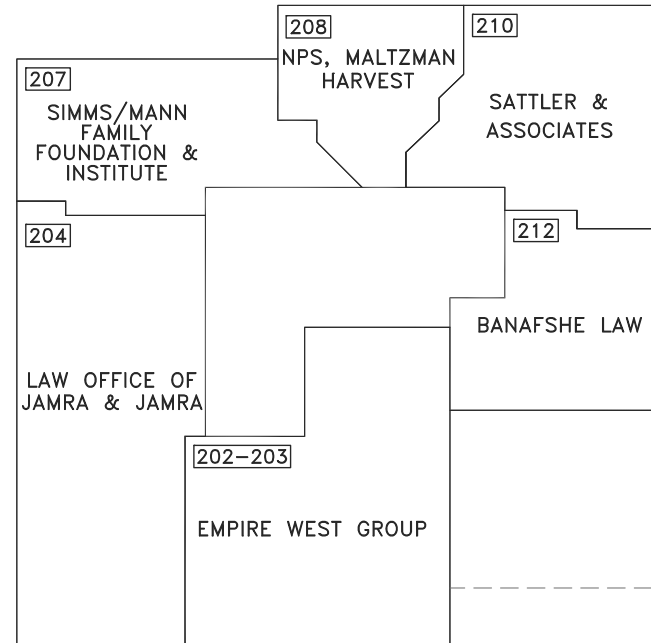 208
NPS, MALTZMAN
HARVEST
210
SATTLER &
ASSOCIATES
207
SIMMS/MANN
FAMILY
FOUNDATION &
INSTITUTE
204
LAW OFFICE OF
JAMRA & JAMRA
212
BANAFSHE LAW
202-203
EMPIRE WEST GROUP